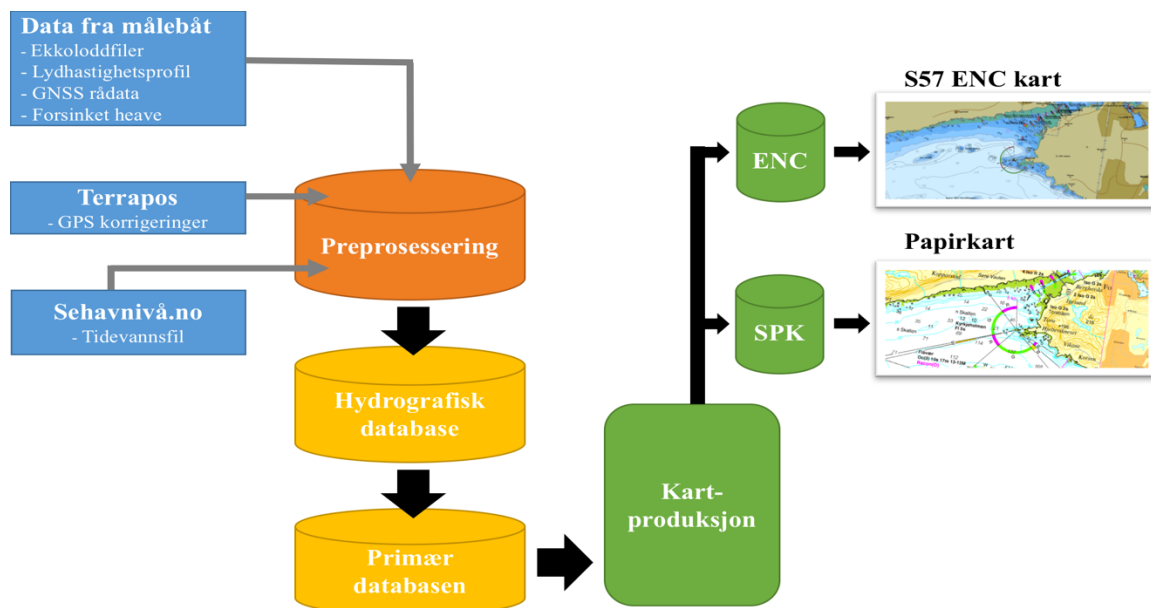 Data fra målebåt
- Ekkoloddfiler
- Lydhastighetsprofil
- GNSS rådata
- Forsinket heave
Terrapos
- GPS korrigeringer
Sehavnivå.no
- Tidevannsfil
Preprosessering
Hydrografisk
database
Primær
databasen
Kart-
produksjon
ENC
SPK
S57 ENC kart
Papirkart